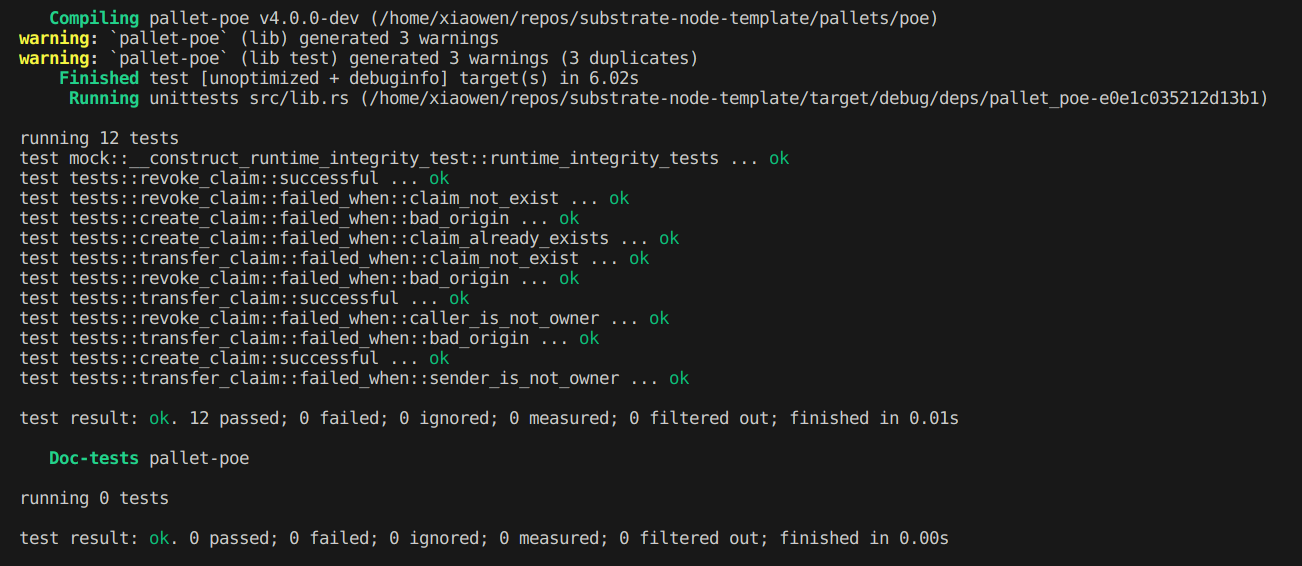 Compiling pallet-poe v4.0.0-dev (/home/xiaowen/repos/substrate-node-template/pallets/poe)
warning: `pallet-poe` (lib) generated 3 warnings
warning: `pallet-poe` (lib test) generated 3 warnings (3 duplicates)
Finished test [unoptimized + debuginfo] target(s) in 6.02s
Running unittests src/lib.rs (/home/xiaowen/repos/substrate-node-template/target/debug/deps/pallet_poe-e0e1c035212d13b1)
running 12 tests
test mock::__construct_runtime_integrity_test::runtime_integrity_tests ... ok
test tests::revoke_claim::successful ... ok
test tests::revoke_claim::failed_when::claim_not_exist ... ok
test tests::create_claim::failed_when::bad_origin ... ok
test tests::create_claim::failed_when::claim_already_exists ... ok
test tests::transfer_claim::failed_when::claim_not_exist ... ok
test tests::revoke_claim::failed_when::bad_origin ... ok
test tests::transfer_claim::successful ... ok
test tests::revoke_claim::failed_when::caller_is_not_owner ... ok
test tests::transfer_claim::failed_when::bad_origin ... ok
test tests::create_claim::successful ... ok
test tests::transfer_claim::failed_when::sender_is_not_owner ... ok
test result: ok. 12 passed; 0 failed; 0 ignored; 0 measured; 0 filtered out; finished in 0.01s
Doc-tests pallet-poe
running 0 tests
test result: ok. 0 passed; 0 failed; 0 ignored; 0 measured; 0 filtered out; finished in 0.00s